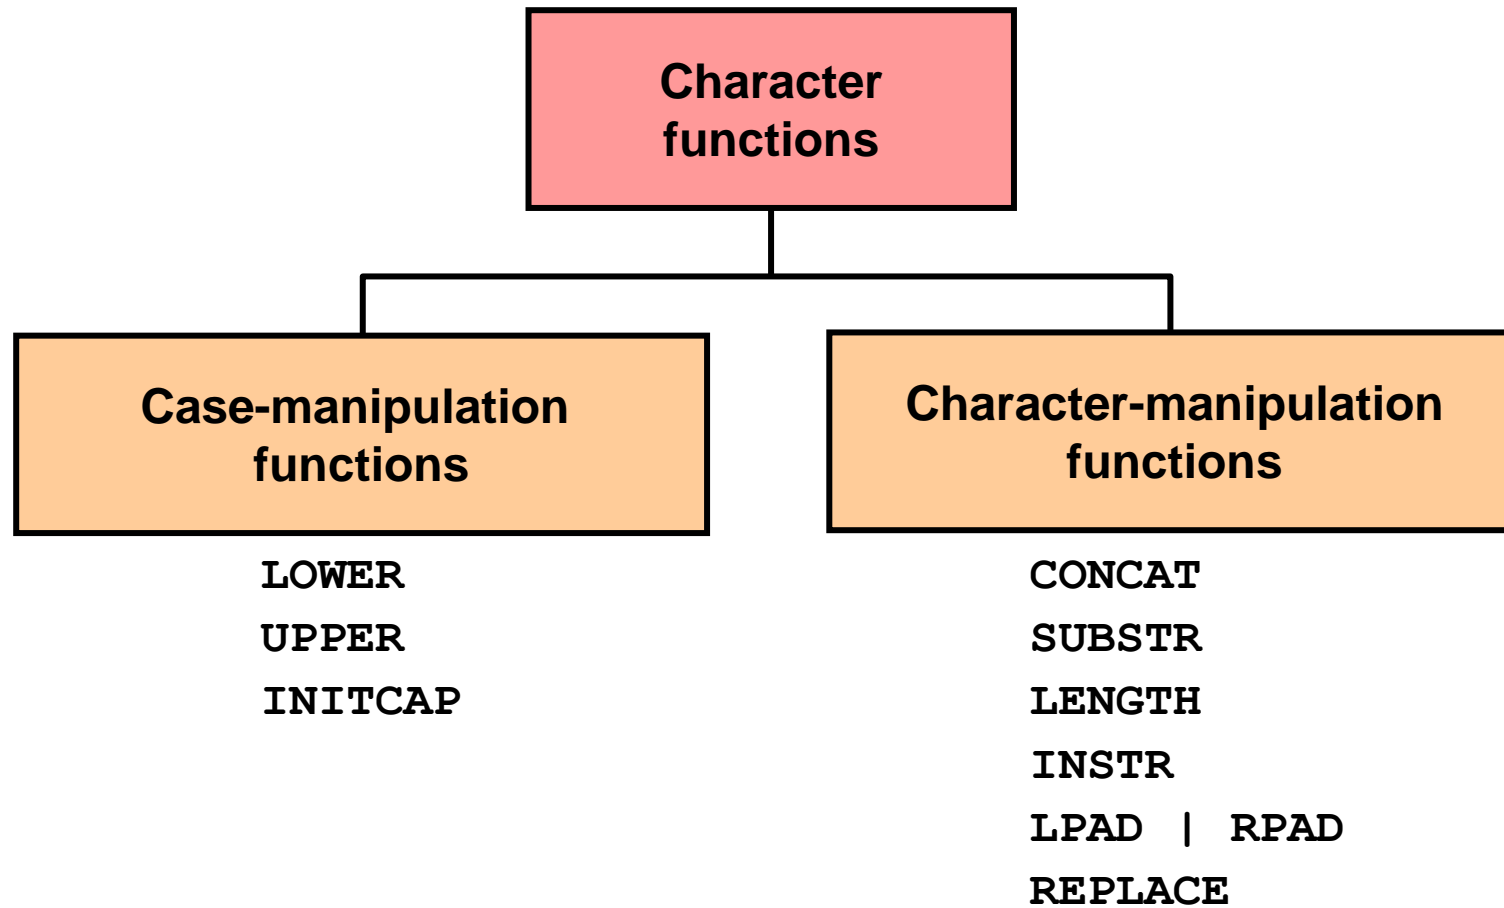 Character
functions
Case-manipulation
functions
Character-manipulation
functions
LOWER
UPPER
INITCAP
CONCAT
SUBSTR
LENGTH
INSTR
LPAD | RPAD
REPLACE